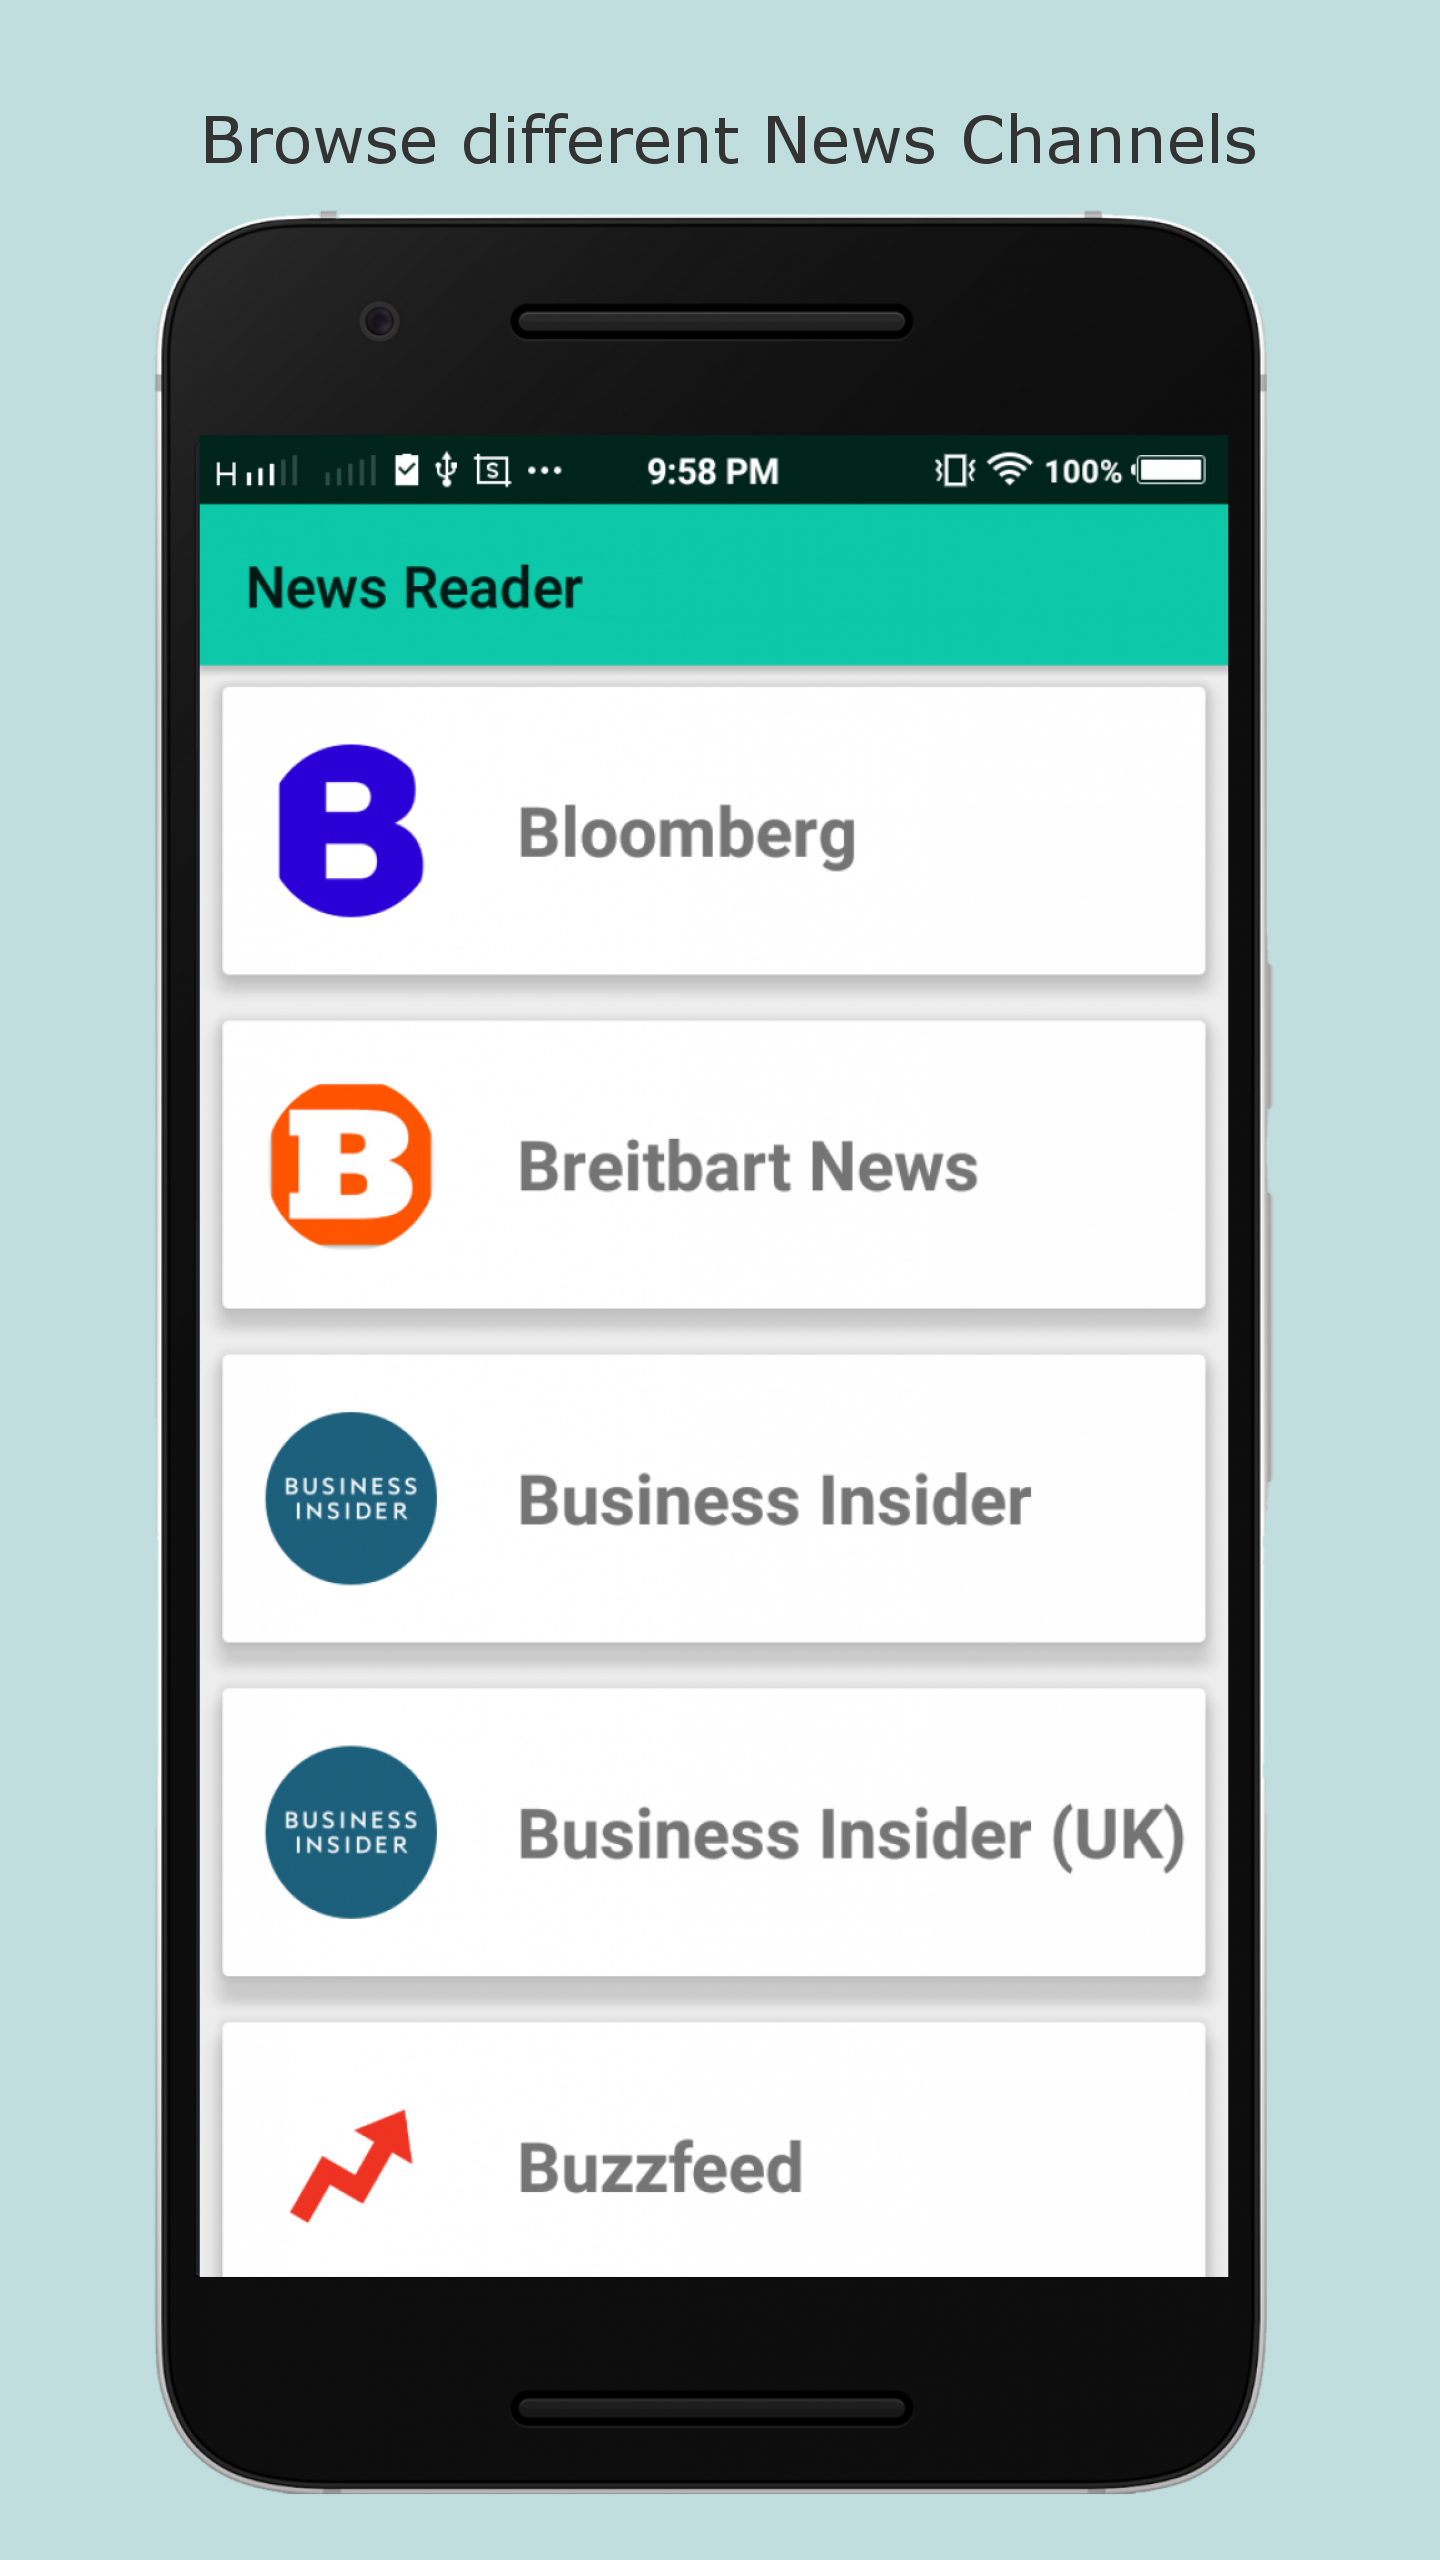 Browse different News Channels
H 9:58 PM 100%
News Reader
B Bloomberg
B Breitbart News
BUSINESS
INSIDER
Business Insider
BUSINESS
INSIDER
Business Insider (UK)
Buzzfeed